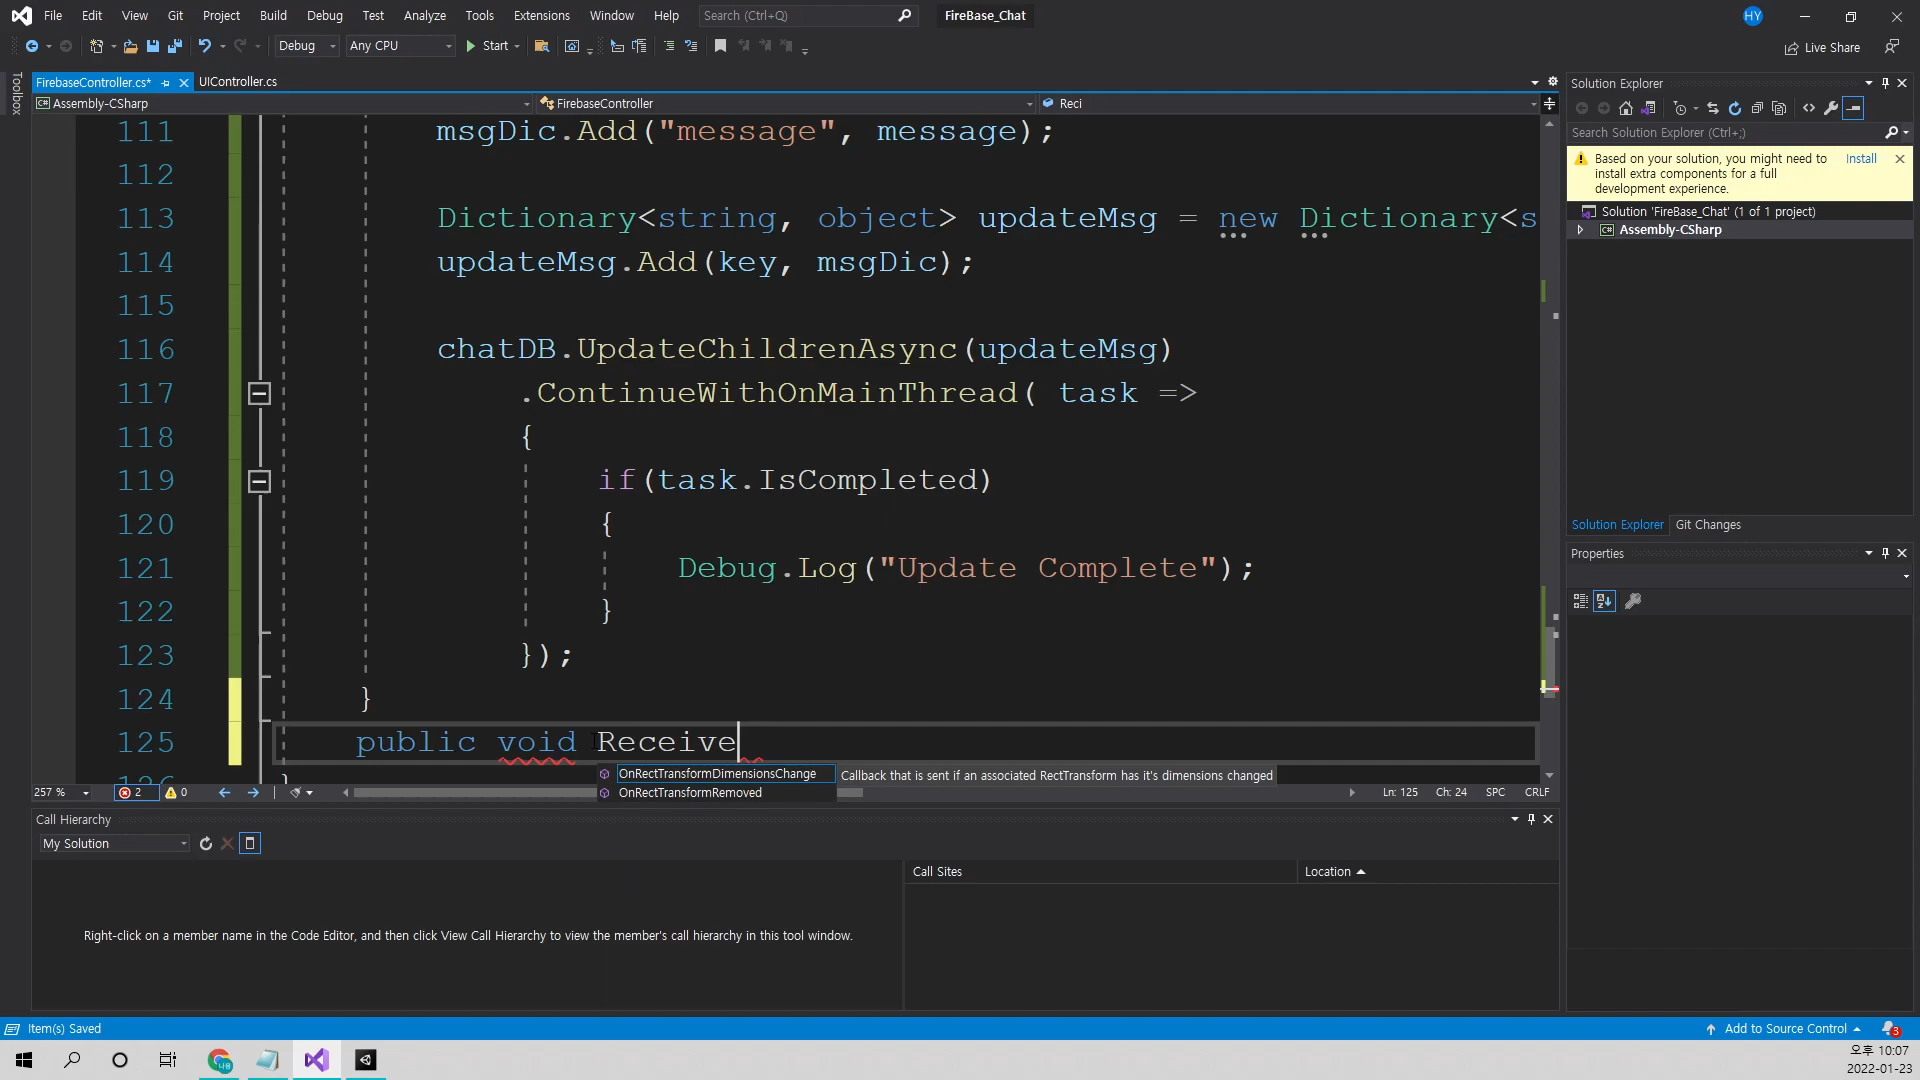 File Edit View Git Project Build Debug Test Analyze Tools Extensions Window Help Search (Ctrl+Q) FireBase_Chat HY
Debug Any CPU Start Live Share
Toolbox
FirebaseController.cs* UIController.cs
Assembly-CSharp FirebaseController Reci
111 msgDic.Add("message", message);
112
113 Dictionary<string, object> updateMsg = new Dictionary<s
114 updateMsg.Add(key, msgDic);
115
116 chatDB.UpdateChildrenAsync(updateMsg)
117 .ContinueWithOnMainThread( task =>
118 {
119 if(task.IsCompleted)
120 {
121 Debug.Log("Update Complete");
122 }
123 });
124 }
125 public void Receive
126 }
OnRectTransformDimensionsChange Callback that is sent if an associated RectTransform has it's dimensions changed
OnRectTransformRemoved
257 % 2 0 Ln: 125 Ch: 24 SPC CRLF
Call Hierarchy
My Solution
Call Sites Location
Right-click on a member name in the Code Editor, and then click View Call Hierarchy to view the member's call hierarchy in this tool window.
Solution Explorer
Search Solution Explorer (Ctrl+;)
Based on your solution, you might need to Install
install extra components for a full
development experience.
Solution 'FireBase_Chat' (1 of 1 project)
Assembly-CSharp
Solution Explorer Git Changes
Properties
Item(s) Saved Add to Source Control 3
오후 10:07
2022-01-23